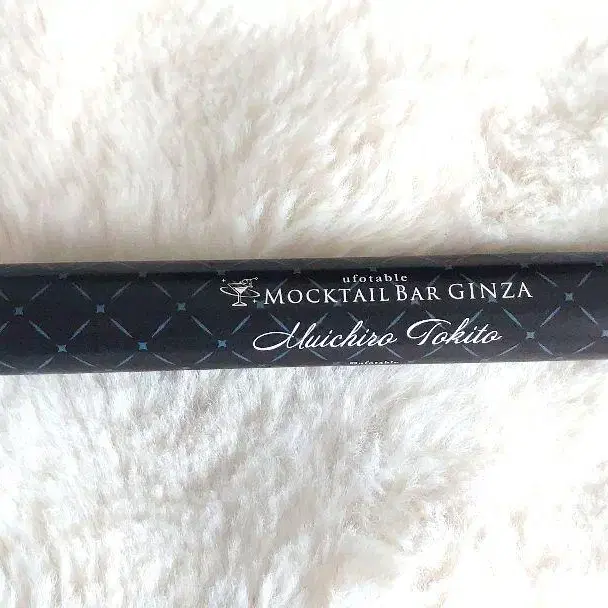 ufotable
MOCKTAIL BAR GINZA
Muichiro Tokito